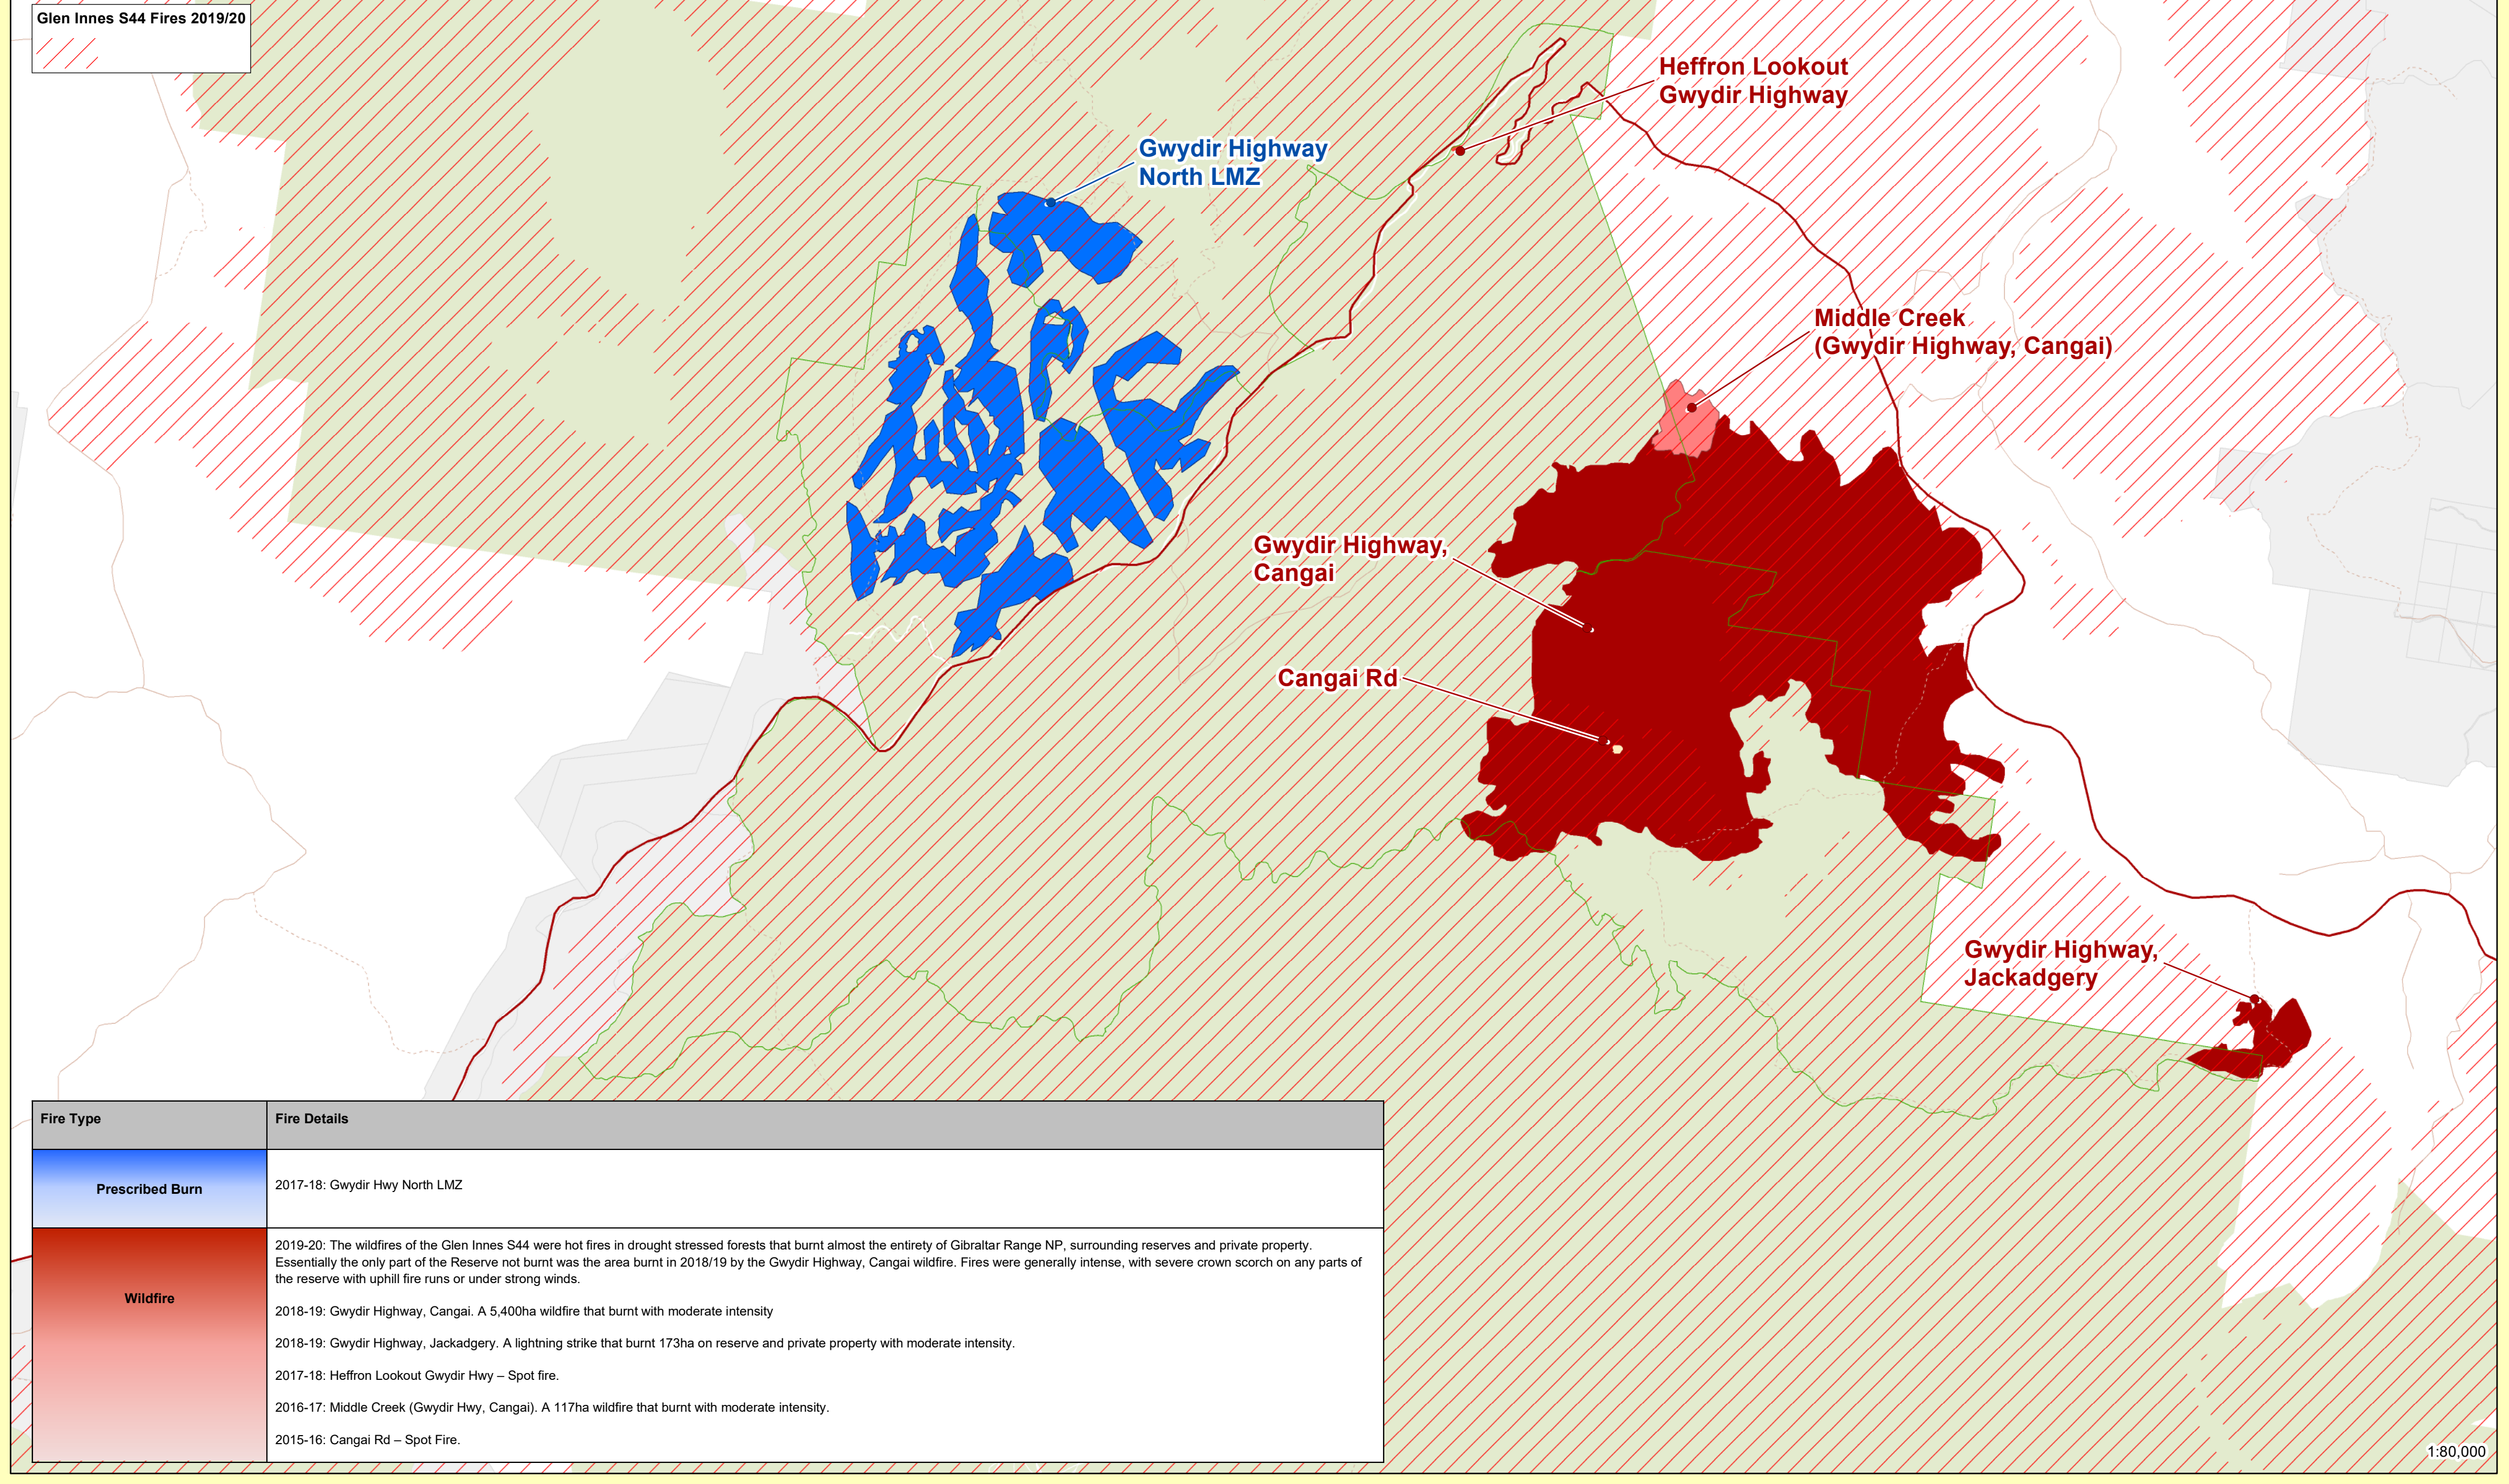 Glen Innes S44 Fires 2019/20
Heffron Lookout
Gwydir Highway
Gwydir Highway
North LMZ
Middle Creek
(Gwydir Highway, Cangai)
Gwydir Highway,
Cangai
Cangai Rd
Gwydir Highway,
Jackadgery
Fire Type
Fire Details
Prescribed Burn
2017-18: Gwydir Hwy North LMZ
Wildfire
2019-20: The wildfires of the Glen Innes S44 were hot fires in drought stressed forests that burnt almost the entirety of Gibraltar Range NP, surrounding reserves and private property.
Essentially the only part of the Reserve not burnt was the area burnt in 2018/19 by the Gwydir Highway, Cangai wildfire. Fires were generally intense, with severe crown scorch on any parts of
the reserve with uphill fire runs or under strong winds.
2018-19: Gwydir Highway, Cangai. A 5,400ha wildfire that burnt with moderate intensity
2018-19: Gwydir Highway, Jackadgery. A lightning strike that burnt 173ha on reserve and private property with moderate intensity.
2017-18: Heffron Lookout Gwydir Hwy – Spot fire.
2016-17: Middle Creek (Gwydir Hwy, Cangai). A 117ha wildfire that burnt with moderate intensity.
2015-16: Cangai Rd – Spot Fire.
1:80,000